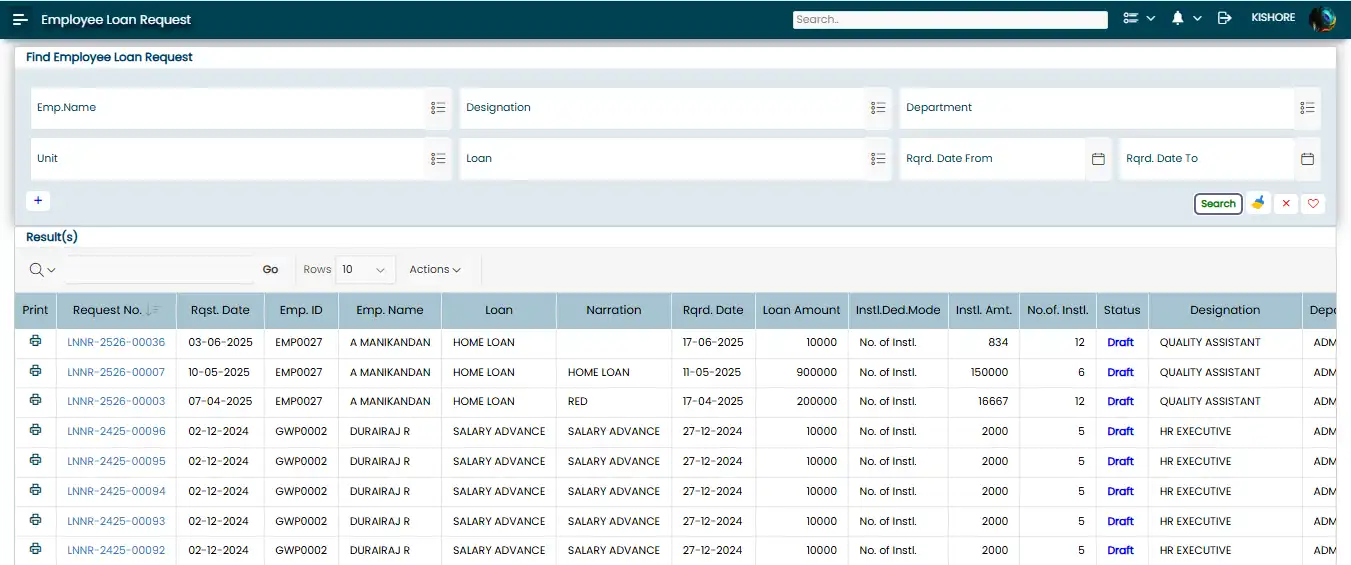 Employee Loan Request Search.. KISHORE
Find Employee Loan Request
Emp.Name Designation Department
Unit Loan Rqrd. Date From Rqrd. Date To
+ Search
Result(s)
Go Rows 10 Actions
Print Request No. Rqst. Date Emp. ID Emp. Name Loan Narration Rqrd. Date Loan Amount Instl.Ded.Mode Instl. Amt. No.of. Instl. Status Designation Depa
LNNR-2526-00036 03-06-2025 EMP0027 A MANIKANDAN HOME LOAN 17-06-2025 10000 No. of Instl. 834 12 Draft QUALITY ASSISTANT ADM
LNNR-2526-00007 10-05-2025 EMP0027 A MANIKANDAN HOME LOAN HOME LOAN 11-05-2025 900000 No. of Instl. 150000 6 Draft QUALITY ASSISTANT ADM
LNNR-2526-00003 07-04-2025 EMP0027 A MANIKANDAN HOME LOAN RED 17-04-2025 200000 No. of Instl. 16667 12 Draft QUALITY ASSISTANT ADM
LNNR-2425-00096 02-12-2024 GWP0002 DURAIRAJ R SALARY ADVANCE SALARY ADVANCE 27-12-2024 10000 No. of Instl. 2000 5 Draft HR EXECUTIVE ADM
LNNR-2425-00095 02-12-2024 GWP0002 DURAIRAJ R SALARY ADVANCE SALARY ADVANCE 27-12-2024 10000 No. of Instl. 2000 5 Draft HR EXECUTIVE ADM
LNNR-2425-00094 02-12-2024 GWP0002 DURAIRAJ R SALARY ADVANCE SALARY ADVANCE 27-12-2024 10000 No. of Instl. 2000 5 Draft HR EXECUTIVE ADM
LNNR-2425-00093 02-12-2024 GWP0002 DURAIRAJ R SALARY ADVANCE SALARY ADVANCE 27-12-2024 10000 No. of Instl. 2000 5 Draft HR EXECUTIVE ADM
LNNR-2425-00092 02-12-2024 GWP0002 DURAIRAJ R SALARY ADVANCE SALARY ADVANCE 27-12-2024 10000 No. of Instl. 2000 5 Draft HR EXECUTIVE ADM